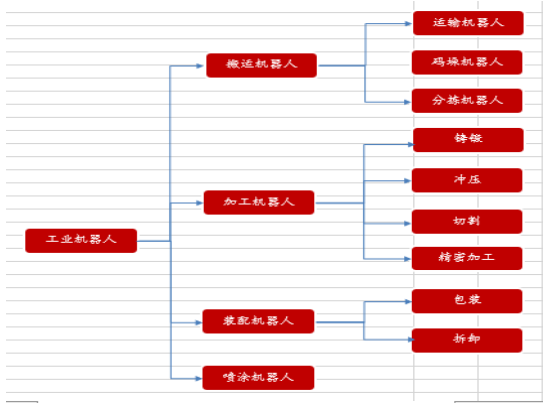 运输机器人
搬运机器人
码垛机器人
分拣机器人
铸锻
冲压
加工机器人
切割
工业机器人
精密加工
包装
装配机器人
拆卸
喷涂机器人